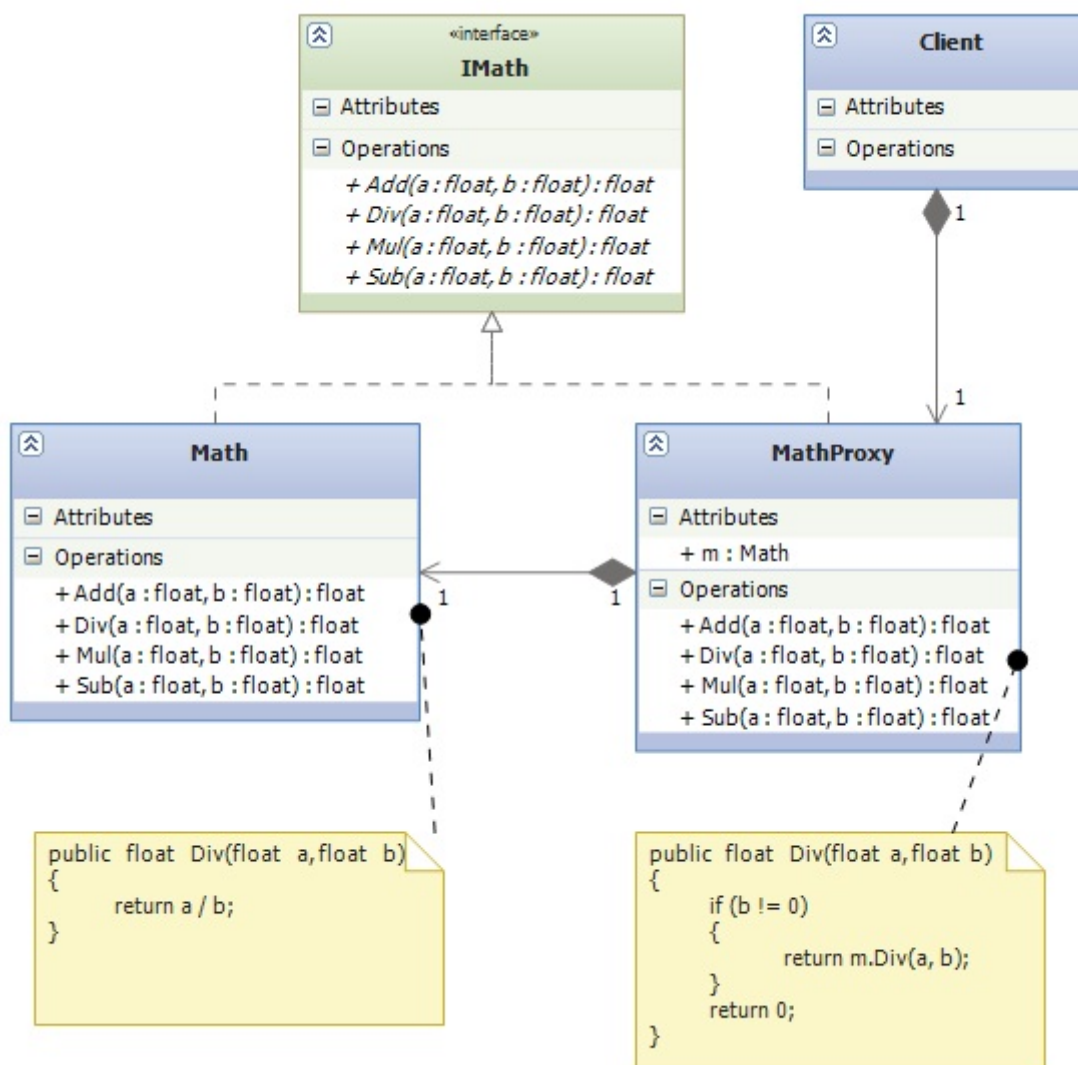 «interface»
IMath
Attributes
Operations
+ Add(a : float, b : float) : float
+ Div(a : float, b : float) : float
+ Mul(a : float, b : float) : float
+ Sub(a : float, b : float) : float
Client
Attributes
Operations
1
1
Math
Attributes
Operations
+ Add(a : float, b : float) : float
+ Div(a : float, b : float) : float
+ Mul(a : float, b : float) : float
+ Sub(a : float, b : float) : float
1
1
MathProxy
Attributes
+ m : Math
Operations
+ Add(a : float, b : float) : float
+ Div(a : float, b : float) : float
+ Mul(a : float, b : float) : float
+ Sub(a : float, b : float) : float
public float Div(float a,float b)
{
return a / b;
}
public float Div(float a,float b)
{
if (b != 0)
{
return m.Div(a, b);
}
return 0;
}